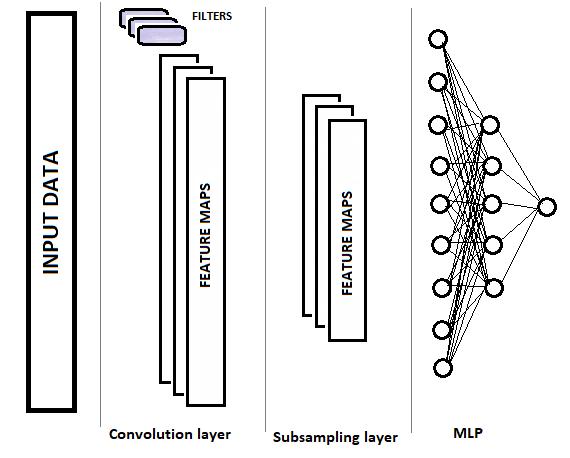 FILTERS
INPUT DATA
FEATURE MAPS
FEATURE MAPS
Convolution layer
Subsampling layer
MLP